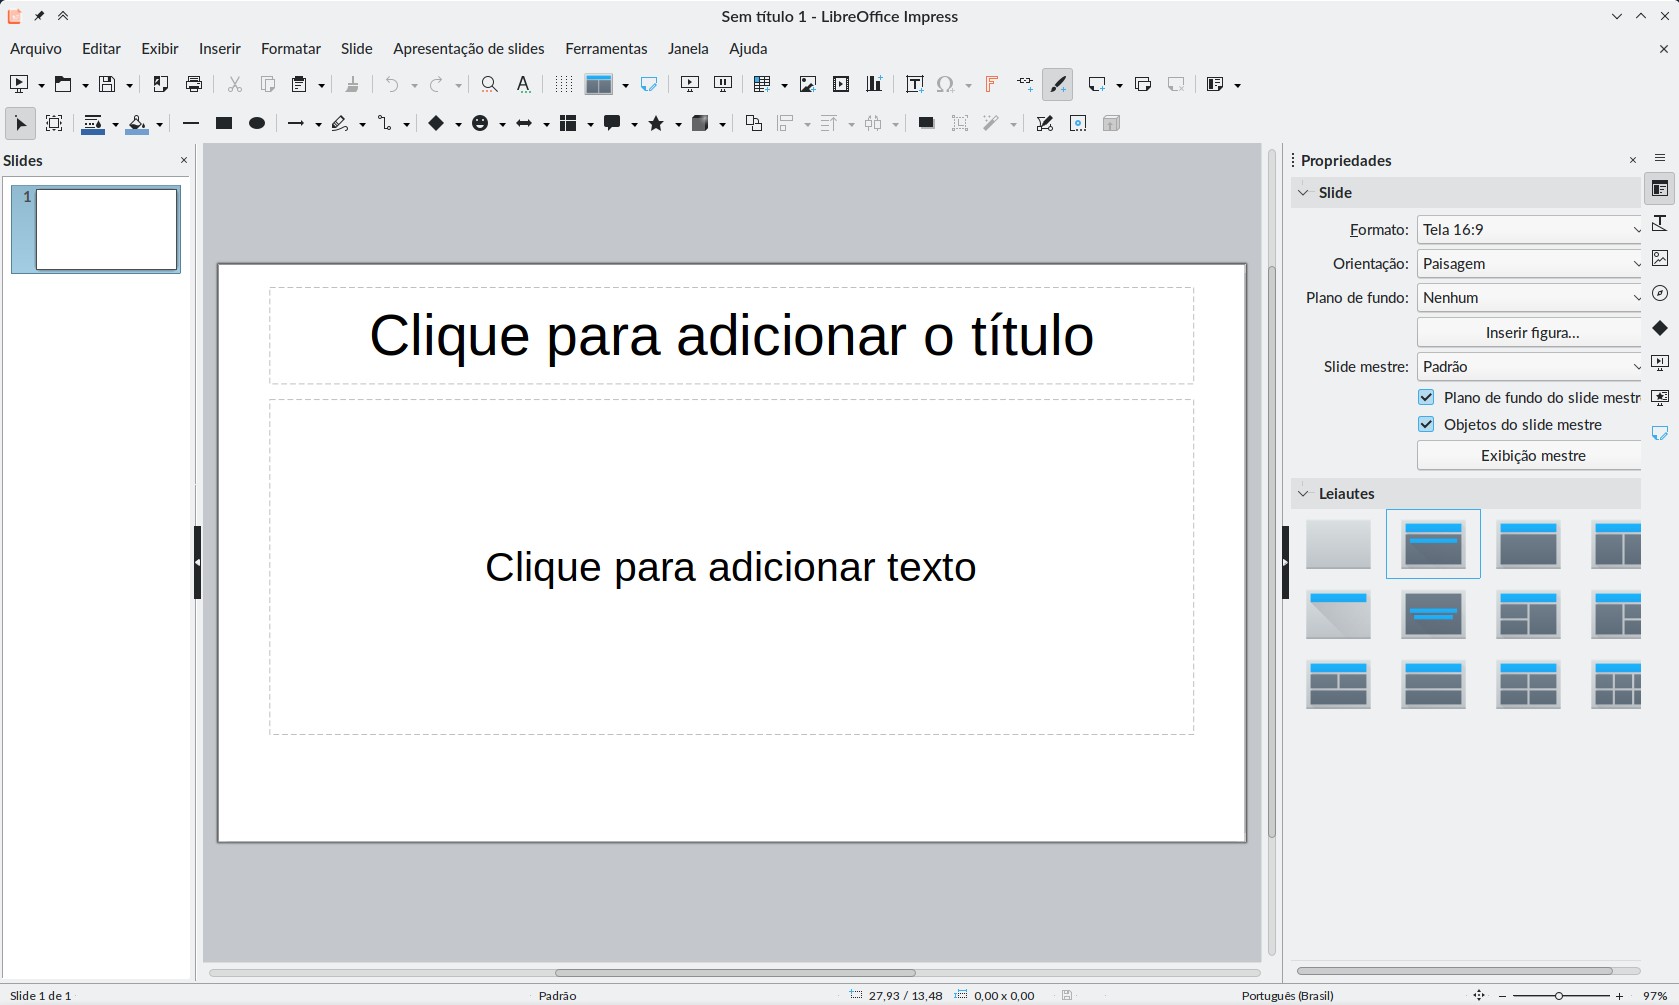 Sem título 1 - LibreOffice Impress
Arquivo Editar Exibir Inserir Formatar Slide Apresentação de slides Ferramentas Janela Ajuda
Slides
1
Clique para adicionar o título
Clique para adicionar texto
Propriedades
Slide
Formato: Tela 16:9
Orientação: Paisagem
Plano de fundo: Nenhum
Inserir figura...
Slide mestre: Padrão
Plano de fundo do slide mestr
Objetos do slide mestre
Exibição mestre
Leiautes
Slide 1 de 1 Padrão 27,93 / 13,48 0,00 x 0,00 Português (Brasil) 97%